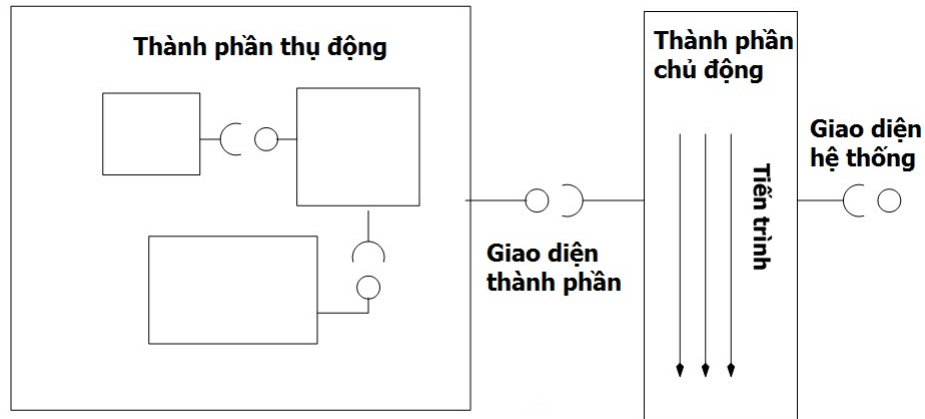 Thành phần thụ động
Thành phần
chủ động
Giao diện
hệ thống
Tiến trình
Giao diện
thành phần